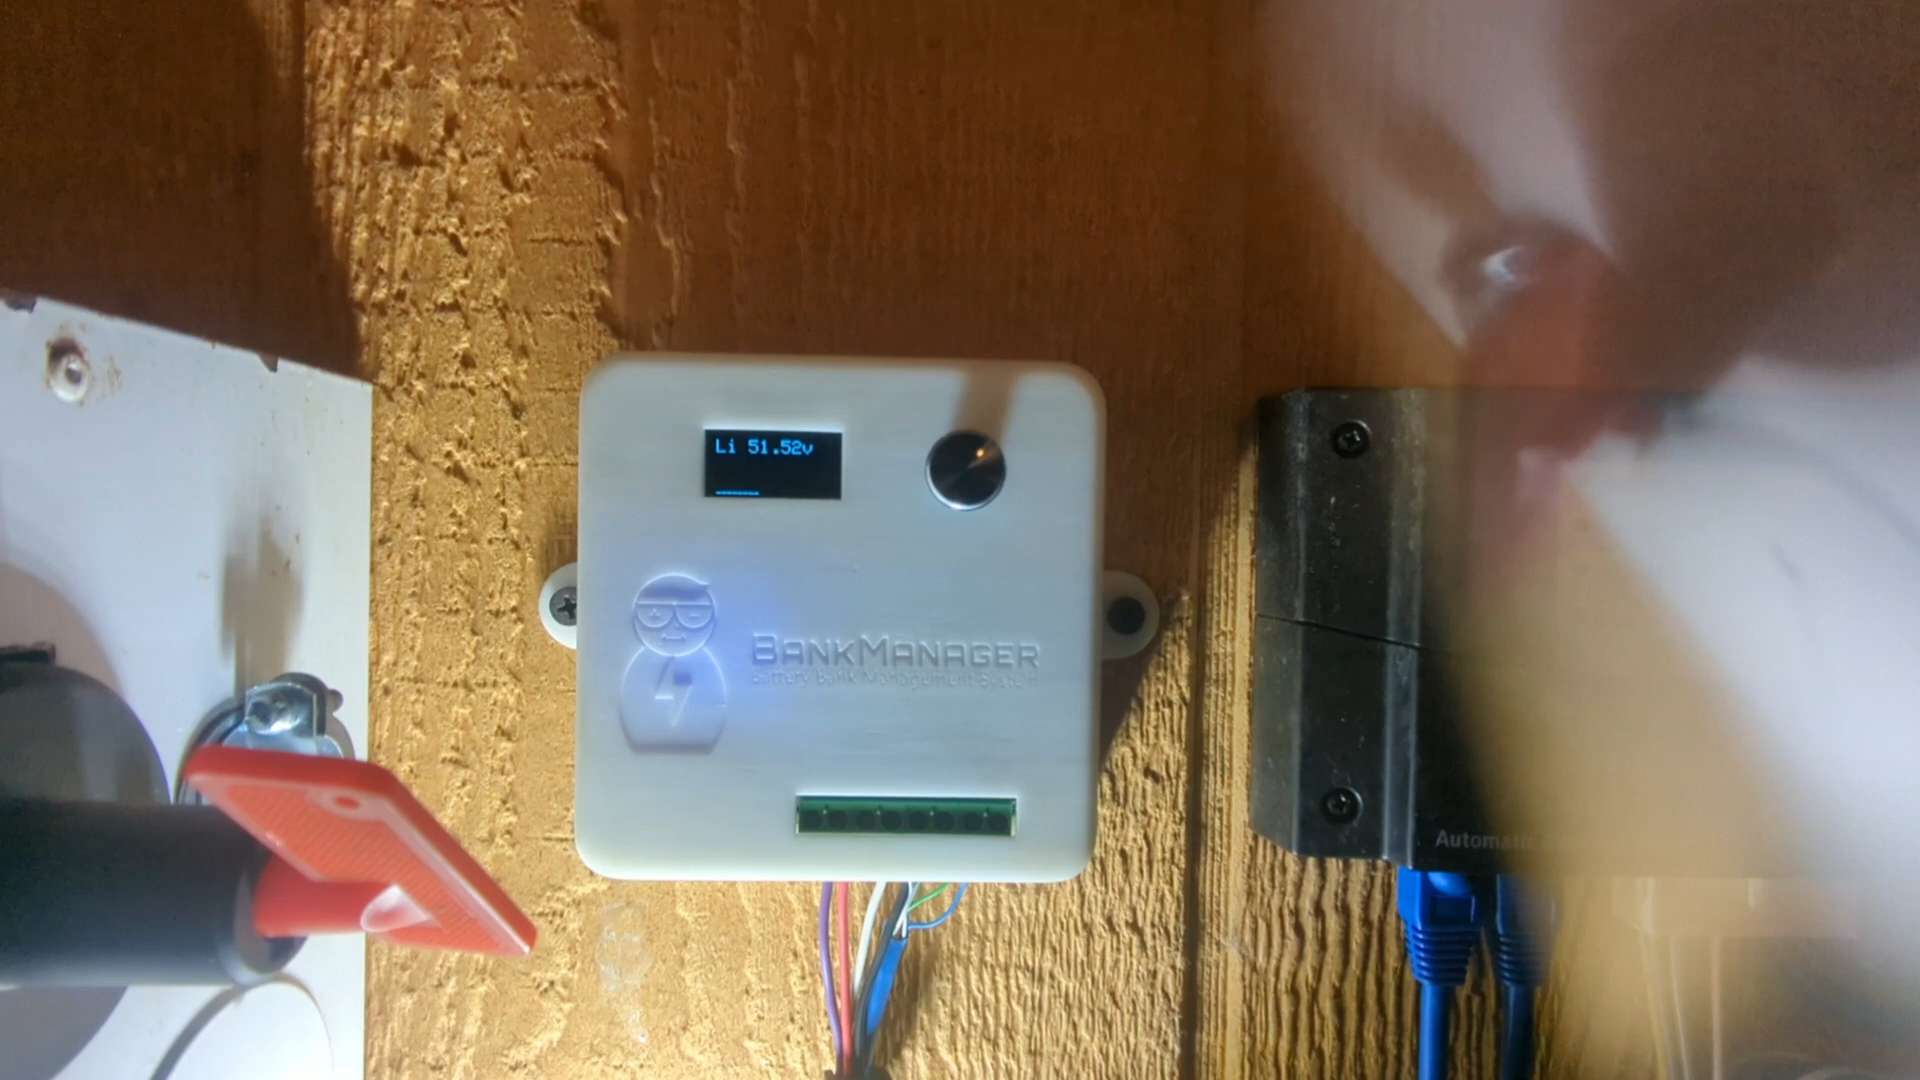 Li 51.52v
BANKMANAGER
Battery Bank Management System
Automatic